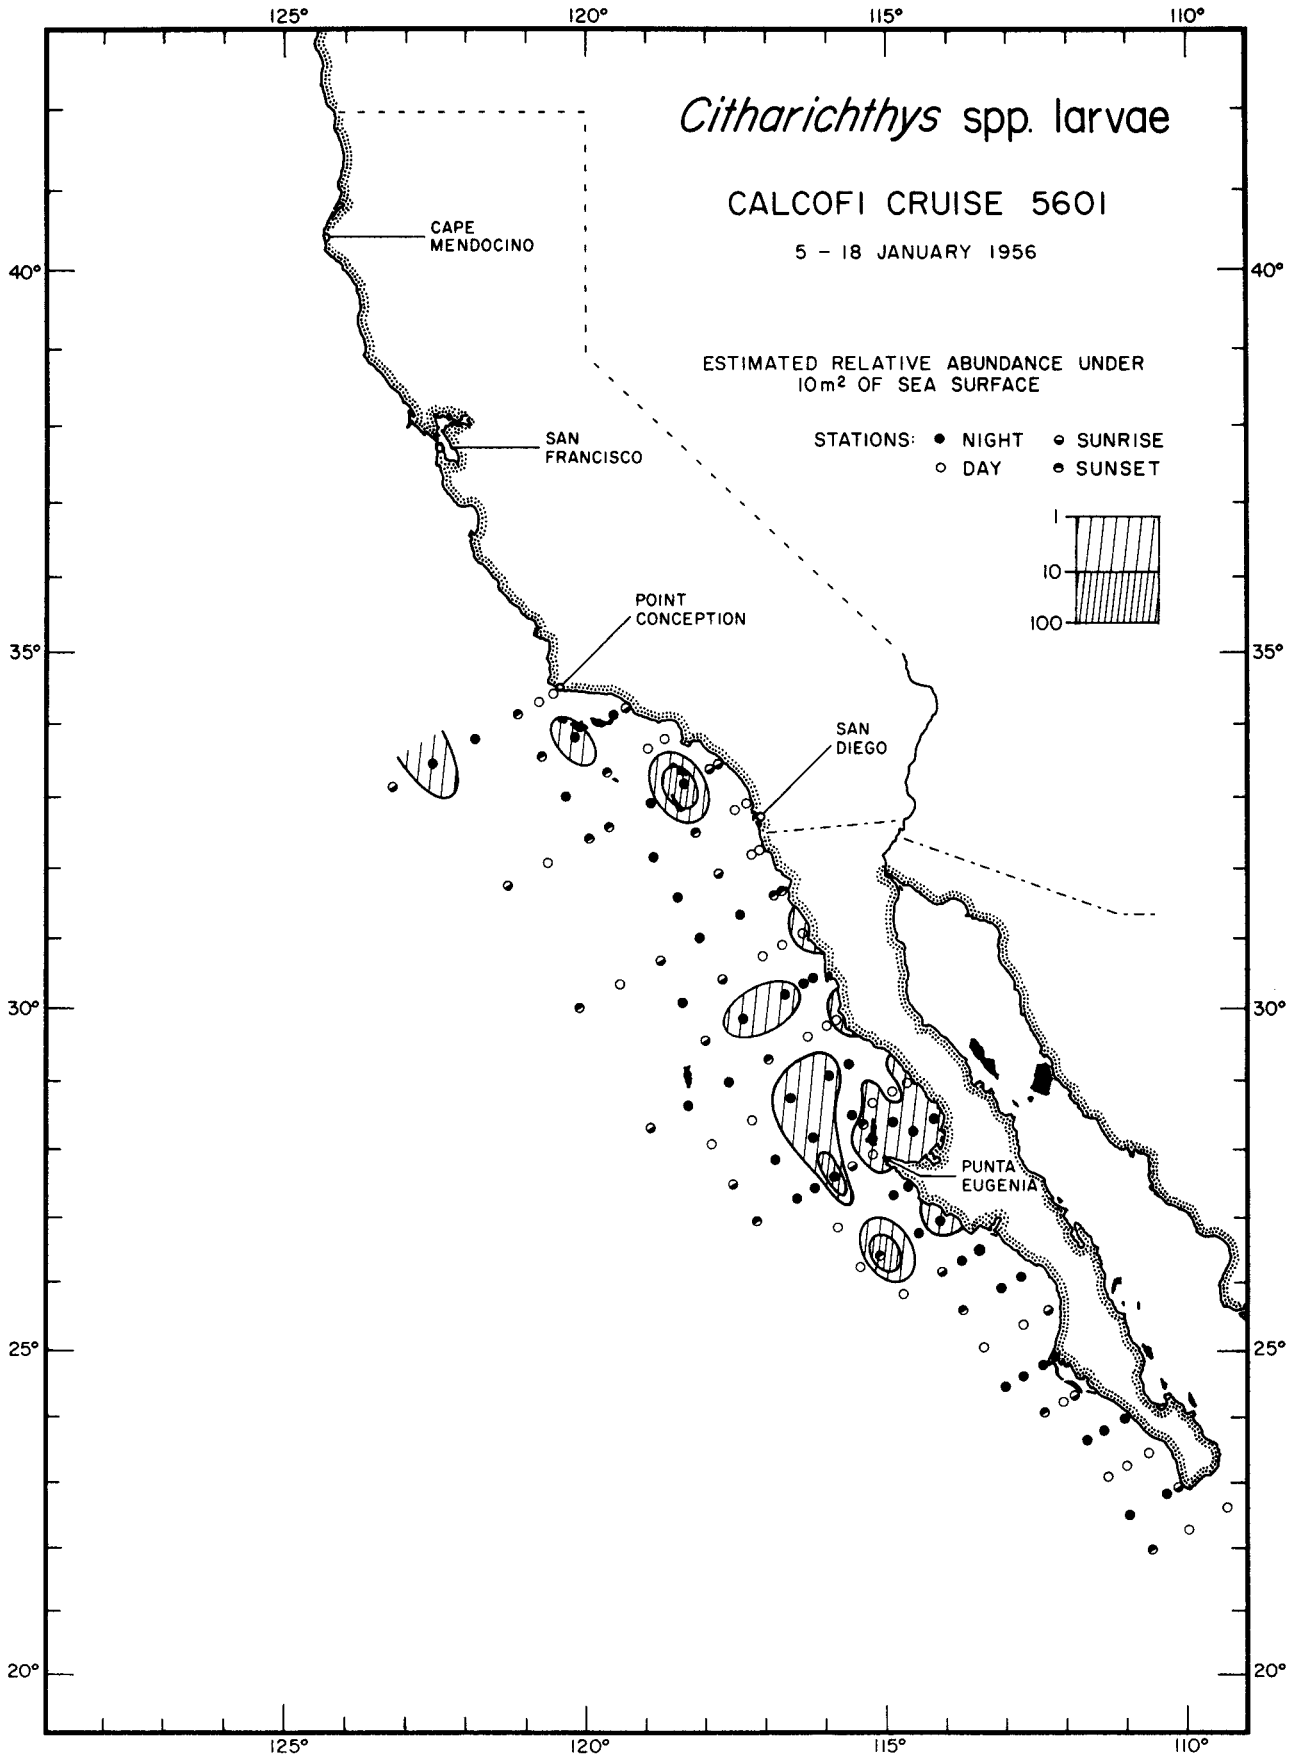 125° 120° 115° 110°
Citharichthys spp. larvae
CALCOFI CRUISE 5601
5 – 18 JANUARY 1956
CAPE
MENDOCINO
40° 40°
ESTIMATED RELATIVE ABUNDANCE UNDER
10m² OF SEA SURFACE
STATIONS: NIGHT SUNRISE
DAY SUNSET
SAN
FRANCISCO
1
10
100
POINT
CONCEPTION
35° 35°
SAN
DIEGO
30° 30°
PUNTA
EUGENIA
25° 25°
20° 20°
125° 120° 115° 110°